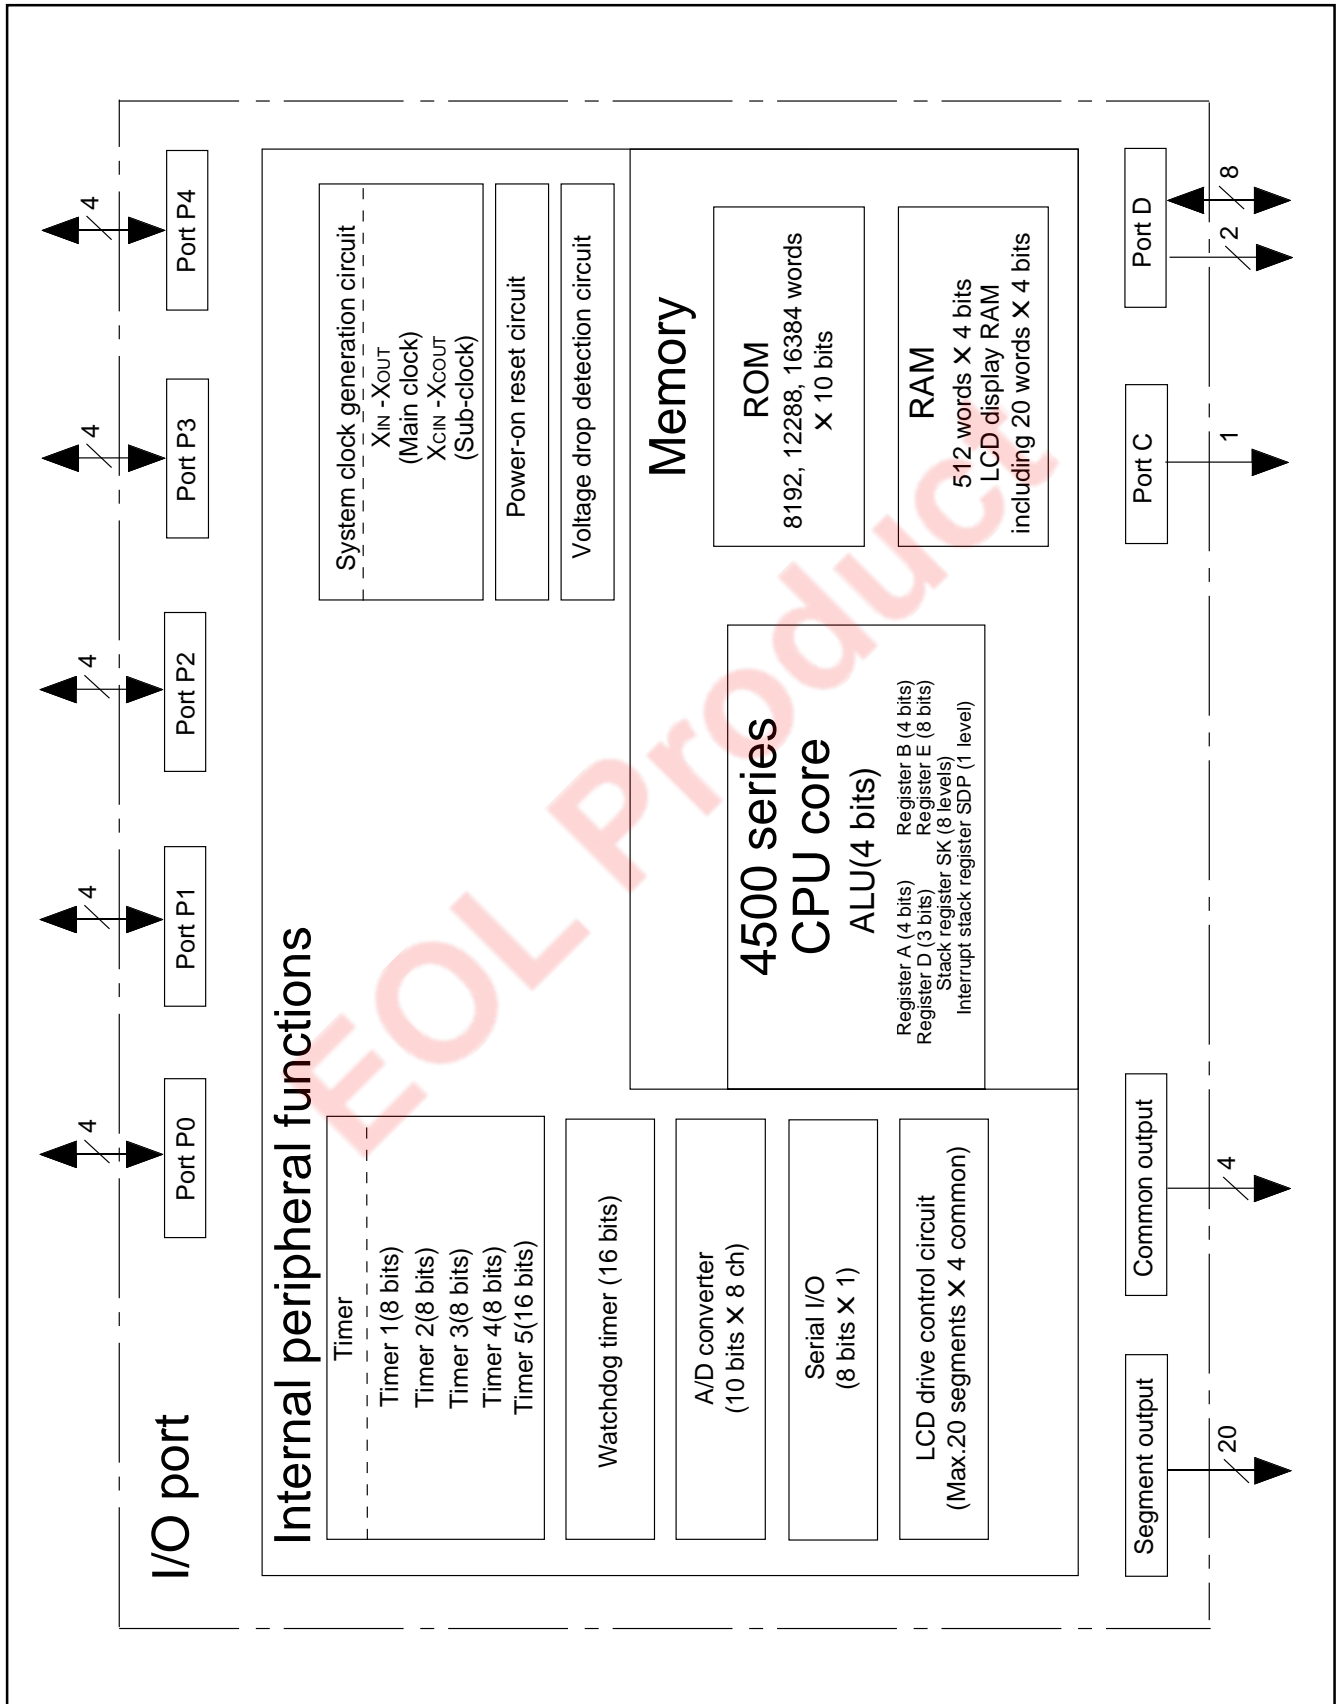 I/O port
4
Port P0
4
Port P1
4
Port P2
4
Port P3
4
Port P4
Internal peripheral functions
Timer
Timer 1(8 bits)
Timer 2(8 bits)
Timer 3(8 bits)
Timer 4(8 bits)
Timer 5(16 bits)
Watchdog timer (16 bits)
A/D converter
(10 bits X 8 ch)
Serial I/O
(8 bits X 1)
LCD drive control circuit
(Max.20 segments X 4 common)
System clock generation circuit
XIN -XOUT
(Main clock)
XCIN -XCOUT
(Sub-clock)
Power-on reset circuit
Voltage drop detection circuit
4500 series
CPU core
ALU(4 bits)
Register A (4 bits) Register B (4 bits)
Register D (3 bits) Register E (8 bits)
Stack register SK (8 levels)
Interrupt stack register SDP (1 level)
Memory
ROM
8192, 12288, 16384 words
X 10 bits
RAM
512 words X 4 bits
LCD display RAM
including 20 words X 4 bits
Segment output
20
Common output
4
Port C
1
Port D
2
8
EOL Product